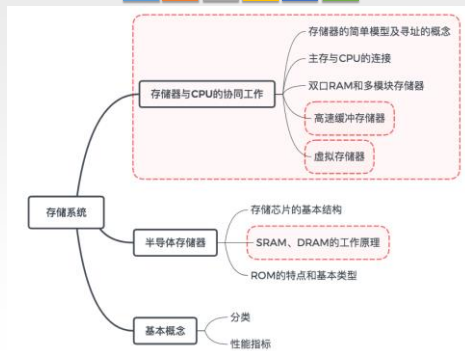 存储器的简单模型及寻址的概念
主存与CPU的连接
存储器与CPU的协同工作
双口RAM和多模块存储器
高速缓冲存储器
虚拟存储器
存储系统
存储芯片的基本结构
半导体存储器
SRAM、DRAM的工作原理
ROM的特点和基本类型
基本概念
分类
性能指标